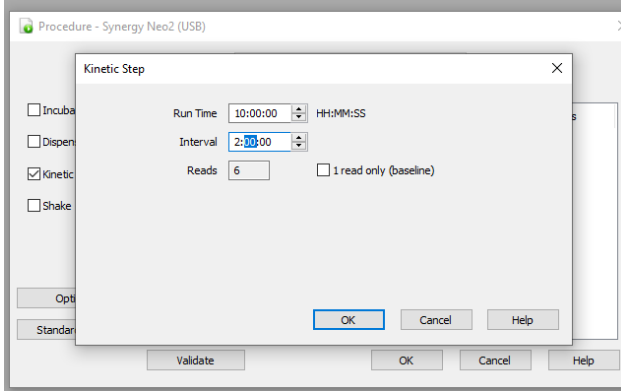 Procedure - Synergy Neo2 (USB)
Kinetic Step
Run Time 10:00:00 HH:MM:SS
Interval 2:00:00
Reads 6 1 read only (baseline)
OK Cancel Help
Incuba
Dispen
Kinetic
Shake
s
Opti
Standar
Validate OK Cancel Help